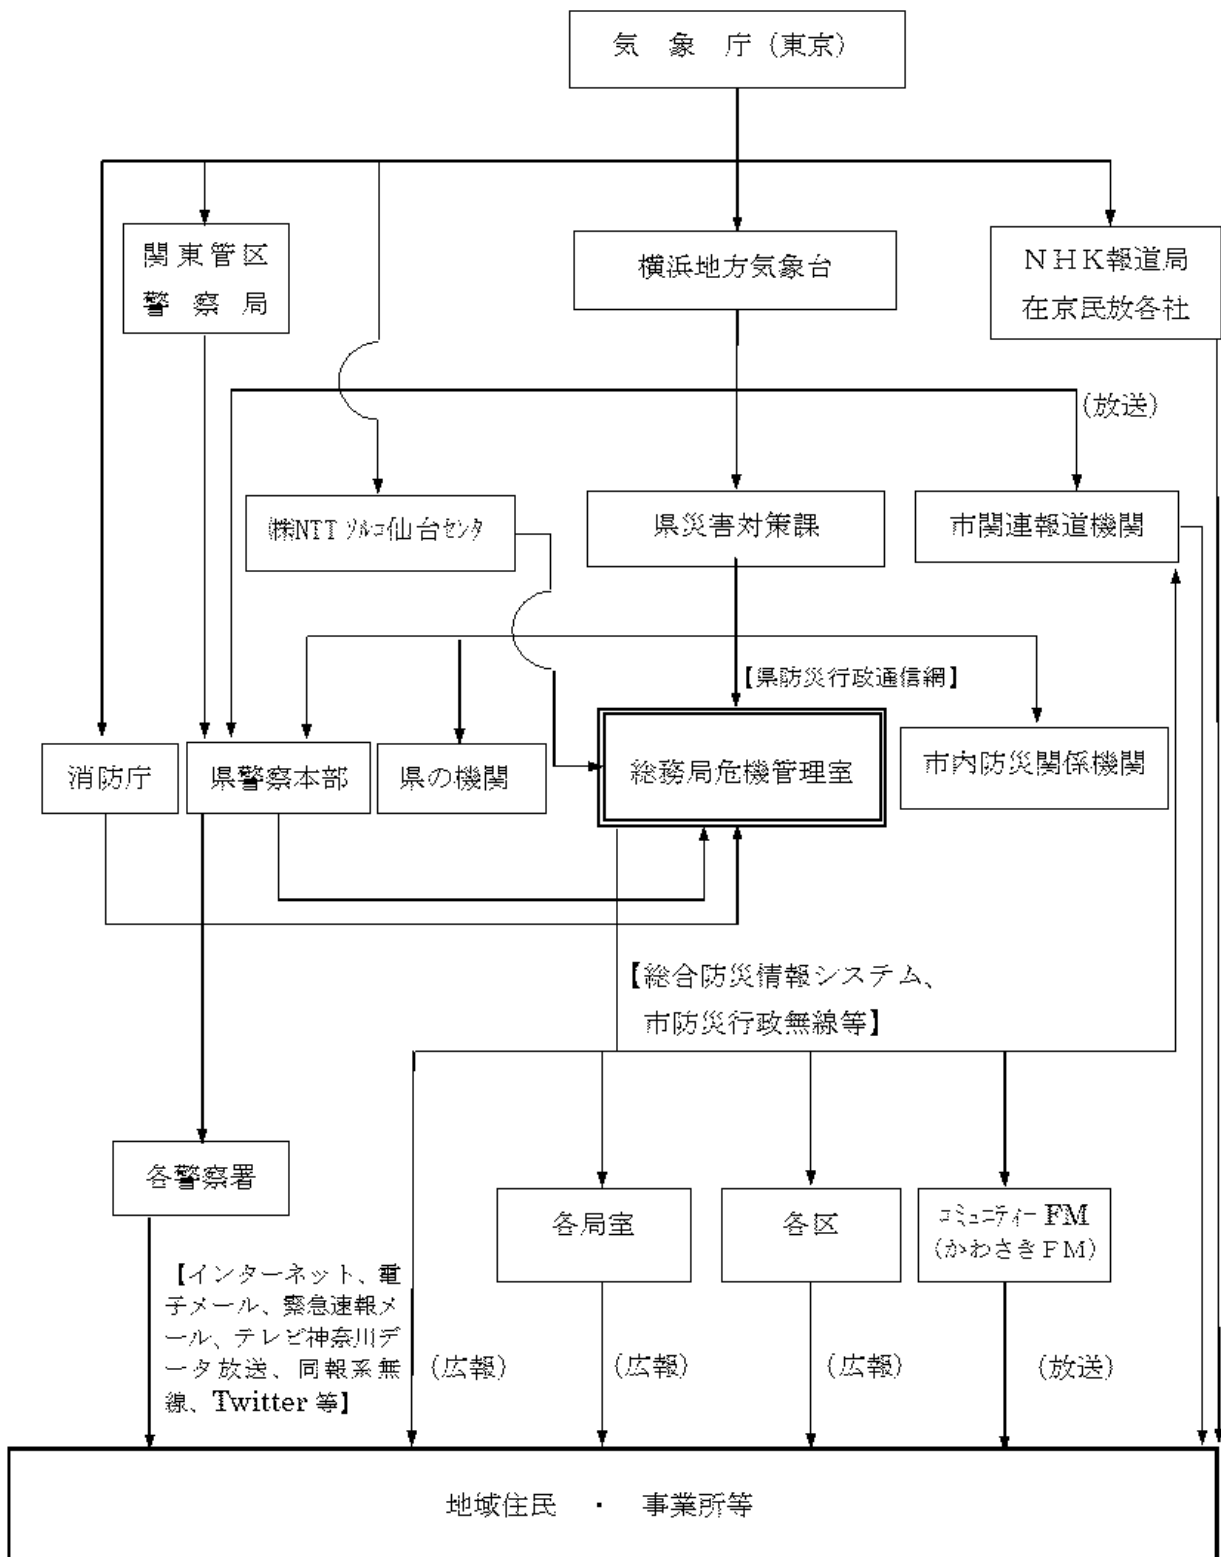 気 象 庁（東京）
関東管区
警 察 局
横浜地方気象台
ＮＨＫ報道局
在京民放各社
(放送)
㈱NTT ｿﾙｺ仙台ｾﾝﾀ
県災害対策課
市関連報道機関
【県防災行政通信網】
消防庁
県警察本部
県の機関
総務局危機管理室
市内防災関係機関
【総合防災情報システム、
市防災行政無線等】
各警察署
各局室
各区
ｺﾐｭﾆﾃｨｰ FM
(かわさきＦＭ)
【インターネット、電
子メール、緊急速報メ
ール、テレビ神奈川デ
ータ放送、同報系無
線、Twitter 等】
(広報)
(広報)
(広報)
(放送)
地域住民 ・ 事業所等